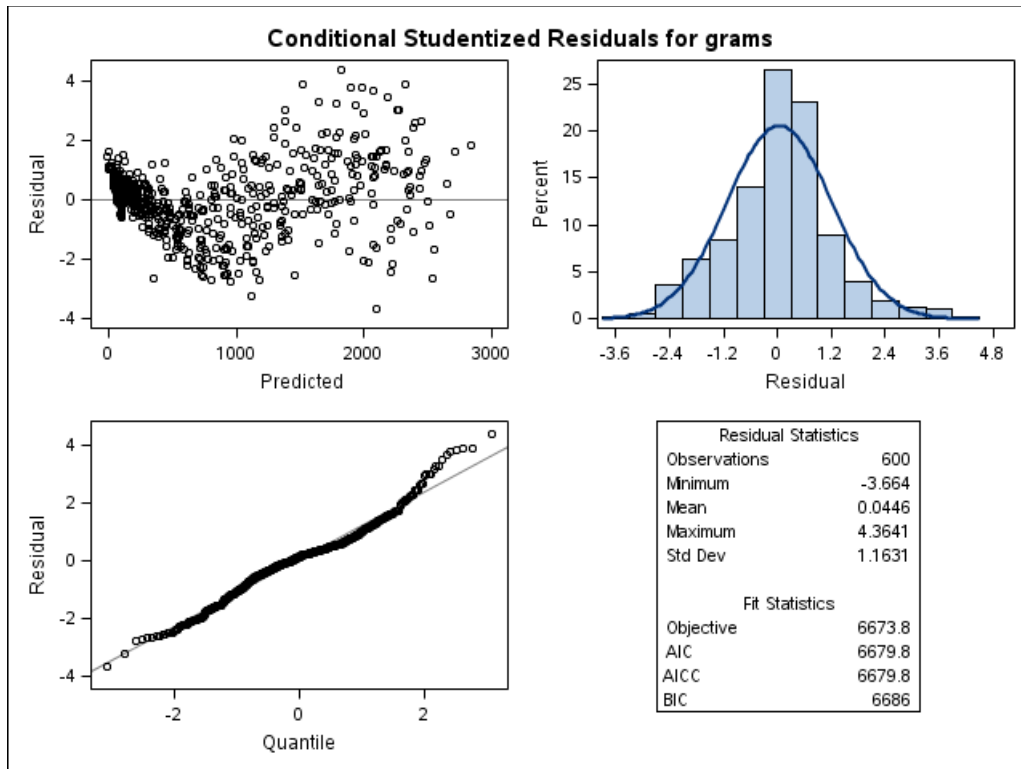 Conditional Studentized Residuals for grams
4
2
0
-2
-4
Residual
0
1000
2000
3000
Predicted
25
20
15
10
5
0
Percent
-3.6
-2.4
-1.2
0
1.2
2.4
3.6
4.8
Residual
4
2
0
-2
-4
Residual
-2
0
2
Quantile
Residual Statistics
Observations 600
Minimum -3.664
Mean 0.0446
Maximum 4.3641
Std Dev 1.1631
Fit Statistics
Objective 6673.8
AIC 6679.8
AICC 6679.8
BIC 6686